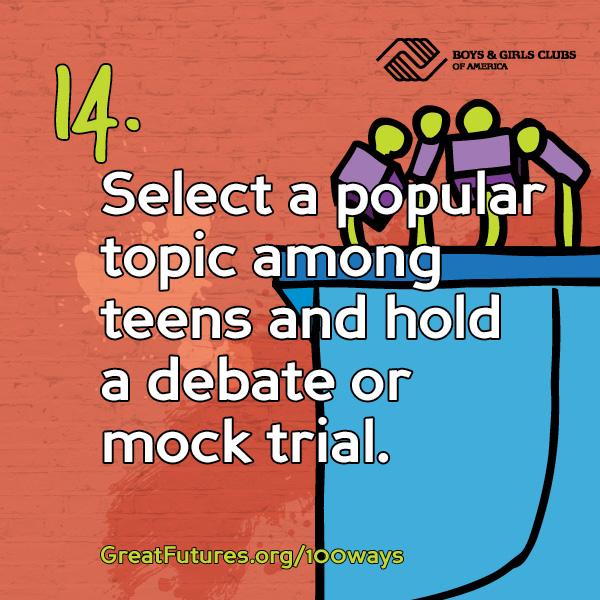 BOYS & GIRLS CLUBS
OF AMERICA
14.
Select a popular
topic among
teens and hold
a debate or
mock trial.
GreatFutures.org/100ways